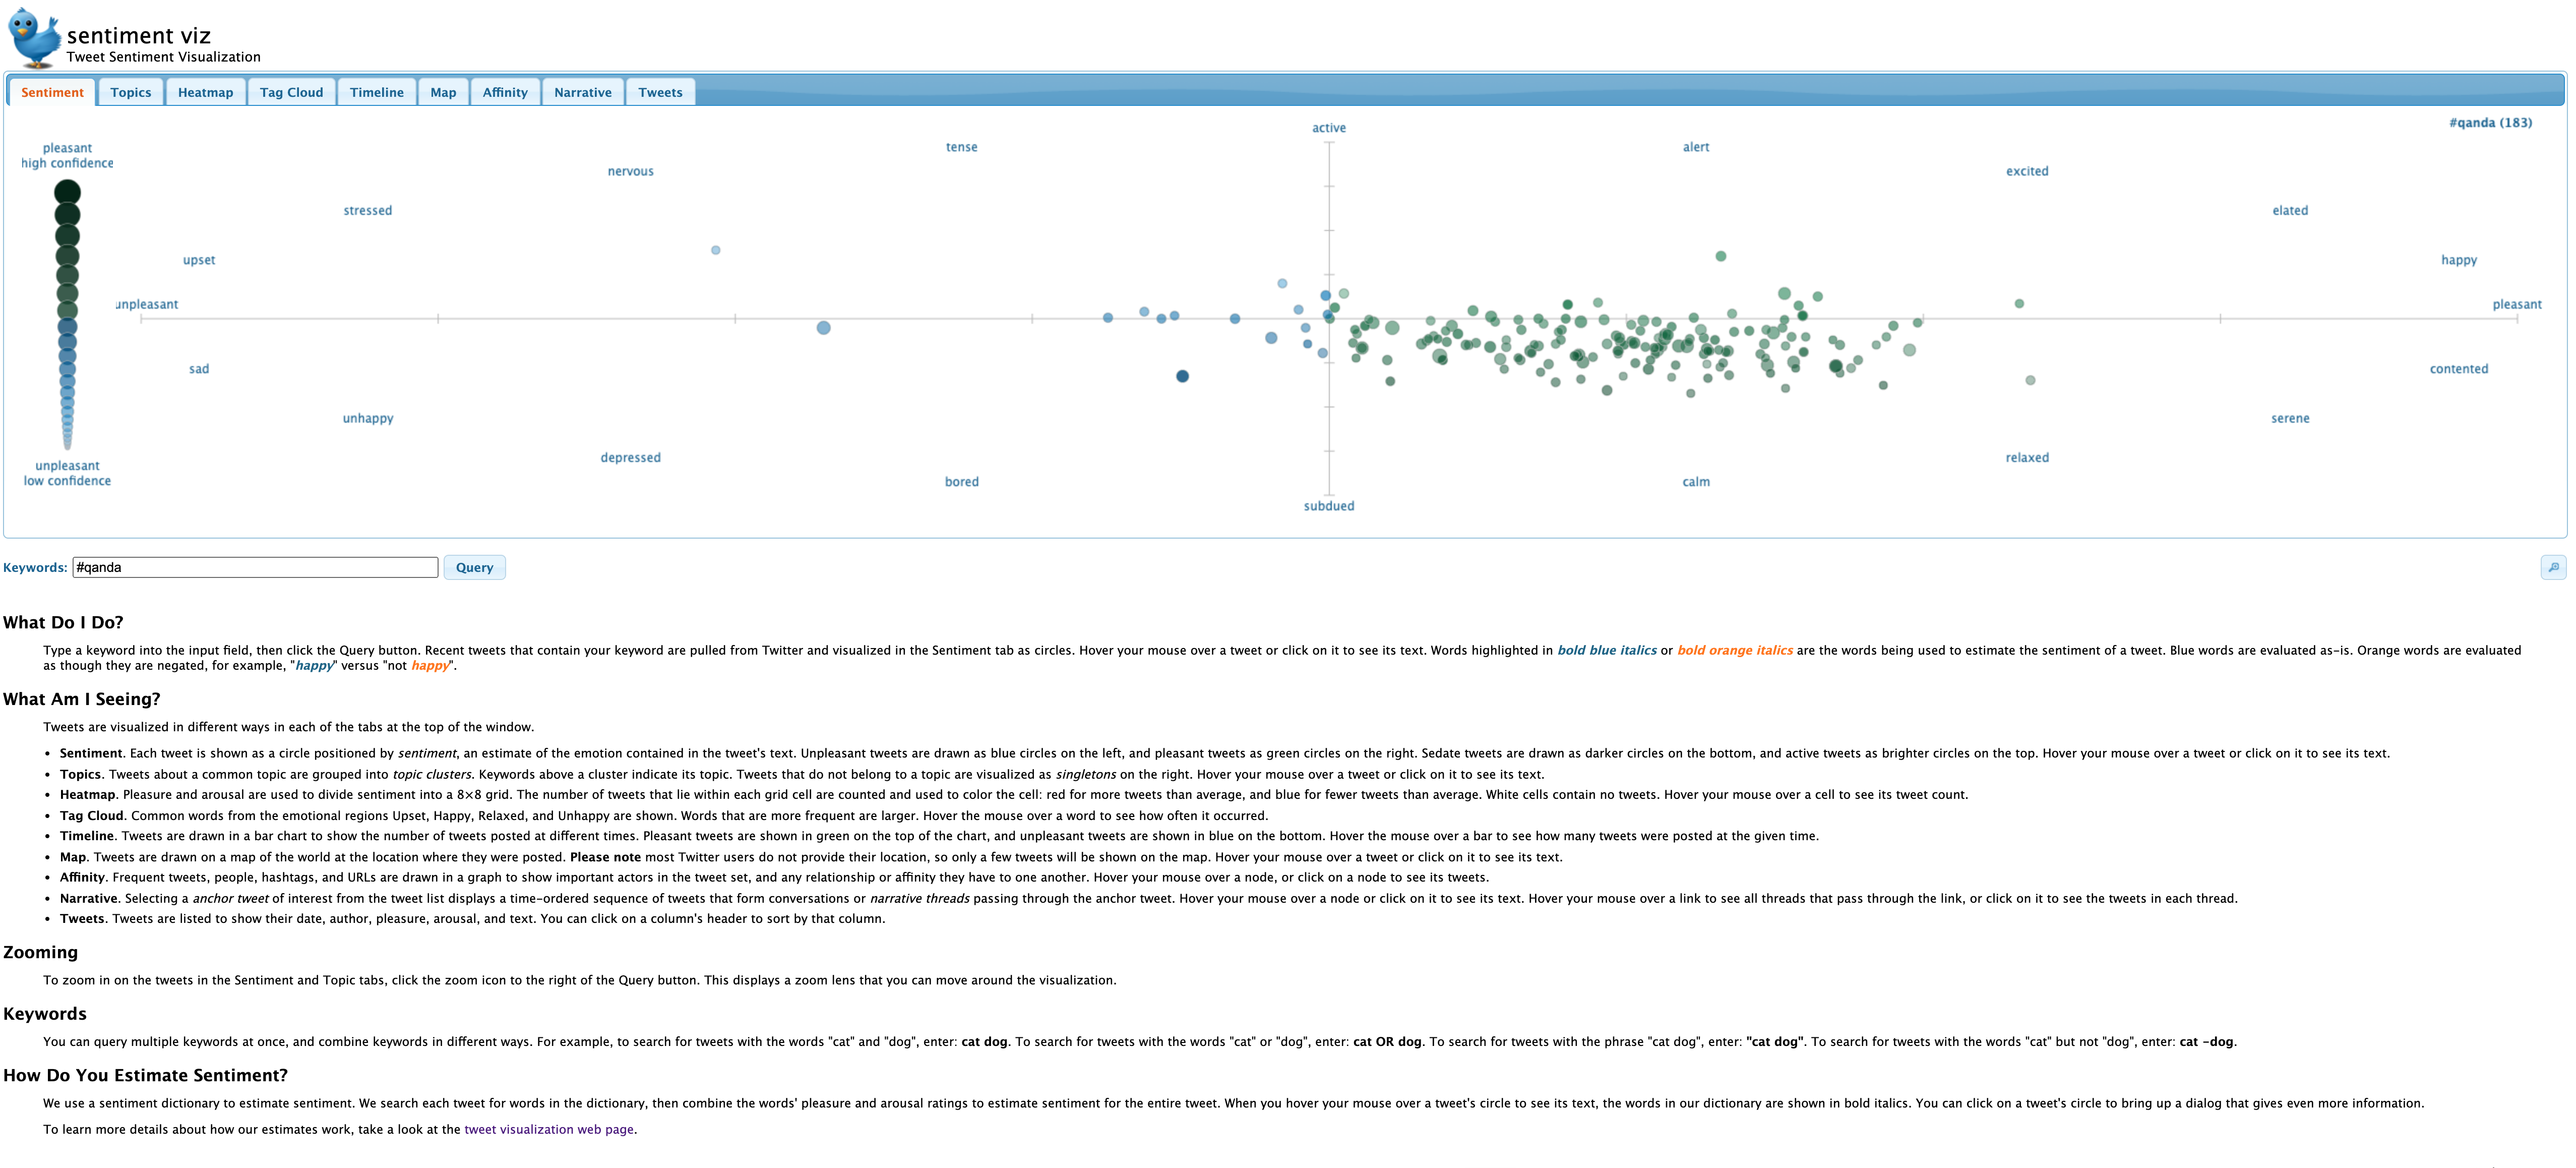 sentiment viz
Tweet Sentiment Visualization
Sentiment Topics Heatmap Tag Cloud Timeline Map Affinity Narrative Tweets
#qanda (183)
active
pleasant
high confidence
tense
alert
nervous
excited
stressed
elated
upset
happy
unpleasant
pleasant
sad
contented
unhappy
serene
depressed
relaxed
unpleasant
low confidence
bored
calm
subdued
Keywords: #qanda Query
What Do I Do?
Type a keyword into the input field, then click the Query button. Recent tweets that contain your keyword are pulled from Twitter and visualized in the Sentiment tab as circles. Hover your mouse over a tweet or click on it to see its text. Words highlighted in bold blue italics or bold orange italics are the words being used to estimate the sentiment of a tweet. Blue words are evaluated as-is. Orange words are evaluated
as though they are negated, for example, "happy" versus "not happy".
What Am I Seeing?
Tweets are visualized in different ways in each of the tabs at the top of the window.
• Sentiment. Each tweet is shown as a circle positioned by sentiment, an estimate of the emotion contained in the tweet's text. Unpleasant tweets are drawn as blue circles on the left, and pleasant tweets as green circles on the right. Sedate tweets are drawn as darker circles on the bottom, and active tweets as brighter circles on the top. Hover your mouse over a tweet or click on it to see its text.
• Topics. Tweets about a common topic are grouped into topic clusters. Keywords above a cluster indicate its topic. Tweets that do not belong to a topic are visualized as singletons on the right. Hover your mouse over a tweet or click on it to see its text.
• Heatmap. Pleasure and arousal are used to divide sentiment into a 8×8 grid. The number of tweets that lie within each grid cell are counted and used to color the cell: red for more tweets than average, and blue for fewer tweets than average. White cells contain no tweets. Hover your mouse over a cell to see its tweet count.
• Tag Cloud. Common words from the emotional regions Upset, Happy, Relaxed, and Unhappy are shown. Words that are more frequent are larger. Hover the mouse over a word to see how often it occurred.
• Timeline. Tweets are drawn in a bar chart to show the number of tweets posted at different times. Pleasant tweets are shown in green on the top of the chart, and unpleasant tweets are shown in blue on the bottom. Hover the mouse over a bar to see how many tweets were posted at the given time.
• Map. Tweets are drawn on a map of the world at the location where they were posted. Please note most Twitter users do not provide their location, so only a few tweets will be shown on the map. Hover your mouse over a tweet or click on it to see its text.
• Affinity. Frequent tweets, people, hashtags, and URLs are drawn in a graph to show important actors in the tweet set, and any relationship or affinity they have to one another. Hover your mouse over a node, or click on a node to see its tweets.
• Narrative. Selecting a anchor tweet of interest from the tweet list displays a time-ordered sequence of tweets that form conversations or narrative threads passing through the anchor tweet. Hover your mouse over a node or click on it to see its text. Hover your mouse over a link to see all threads that pass through the link, or click on it to see the tweets in each thread.
• Tweets. Tweets are listed to show their date, author, pleasure, arousal, and text. You can click on a column's header to sort by that column.
Zooming
To zoom in on the tweets in the Sentiment and Topic tabs, click the zoom icon to the right of the Query button. This displays a zoom lens that you can move around the visualization.
Keywords
You can query multiple keywords at once, and combine keywords in different ways. For example, to search for tweets with the words "cat" and "dog", enter: cat dog. To search for tweets with the words "cat" or "dog", enter: cat OR dog. To search for tweets with the phrase "cat dog", enter: "cat dog". To search for tweets with the words "cat" but not "dog", enter: cat -dog.
How Do You Estimate Sentiment?
We use a sentiment dictionary to estimate sentiment. We search each tweet for words in the dictionary, then combine the words' pleasure and arousal ratings to estimate sentiment for the entire tweet. When you hover your mouse over a tweet's circle to see its text, the words in our dictionary are shown in bold italics. You can click on a tweet's circle to bring up a dialog that gives even more information.
To learn more details about how our estimates work, take a look at the tweet visualization web page.